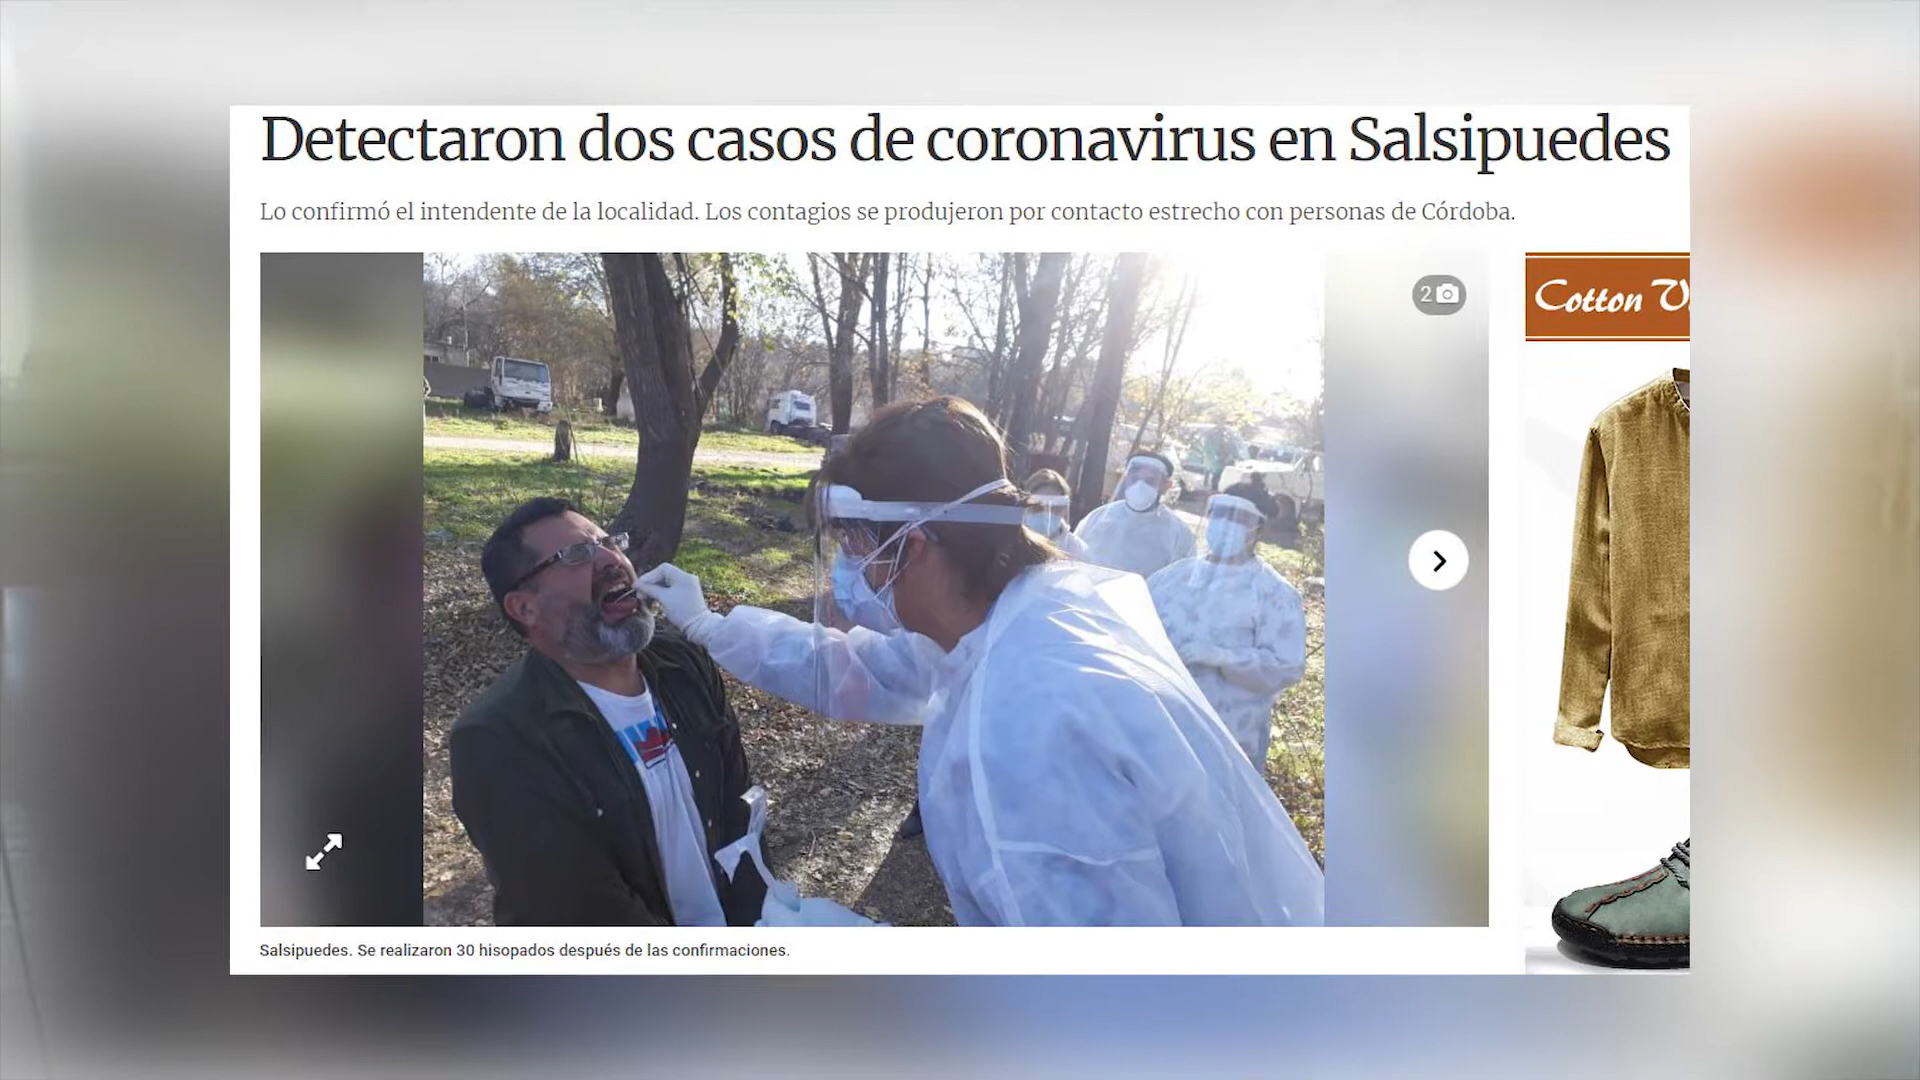 Detectaron dos casos de coronavirus en Salsipuedes
Lo confirmó el intendente de la localidad. Los contagios se produjeron por contacto estrecho con personas de Córdoba.
2
Cotton
Salsipuedes. Se realizaron 30 hisopados después de las confirmaciones.